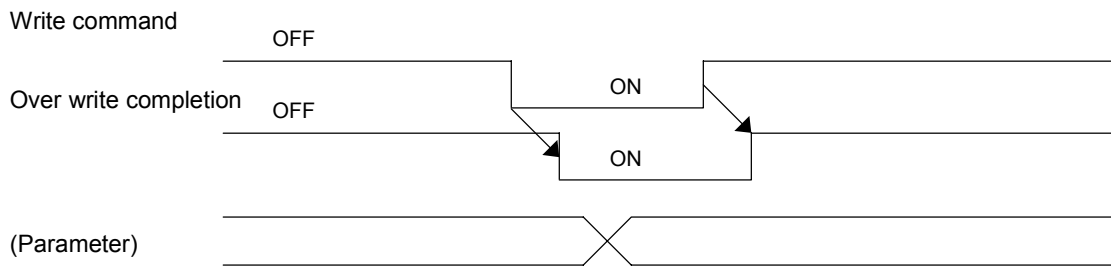 Write command
OFF
ON
Over write completion
OFF
ON
(Parameter)